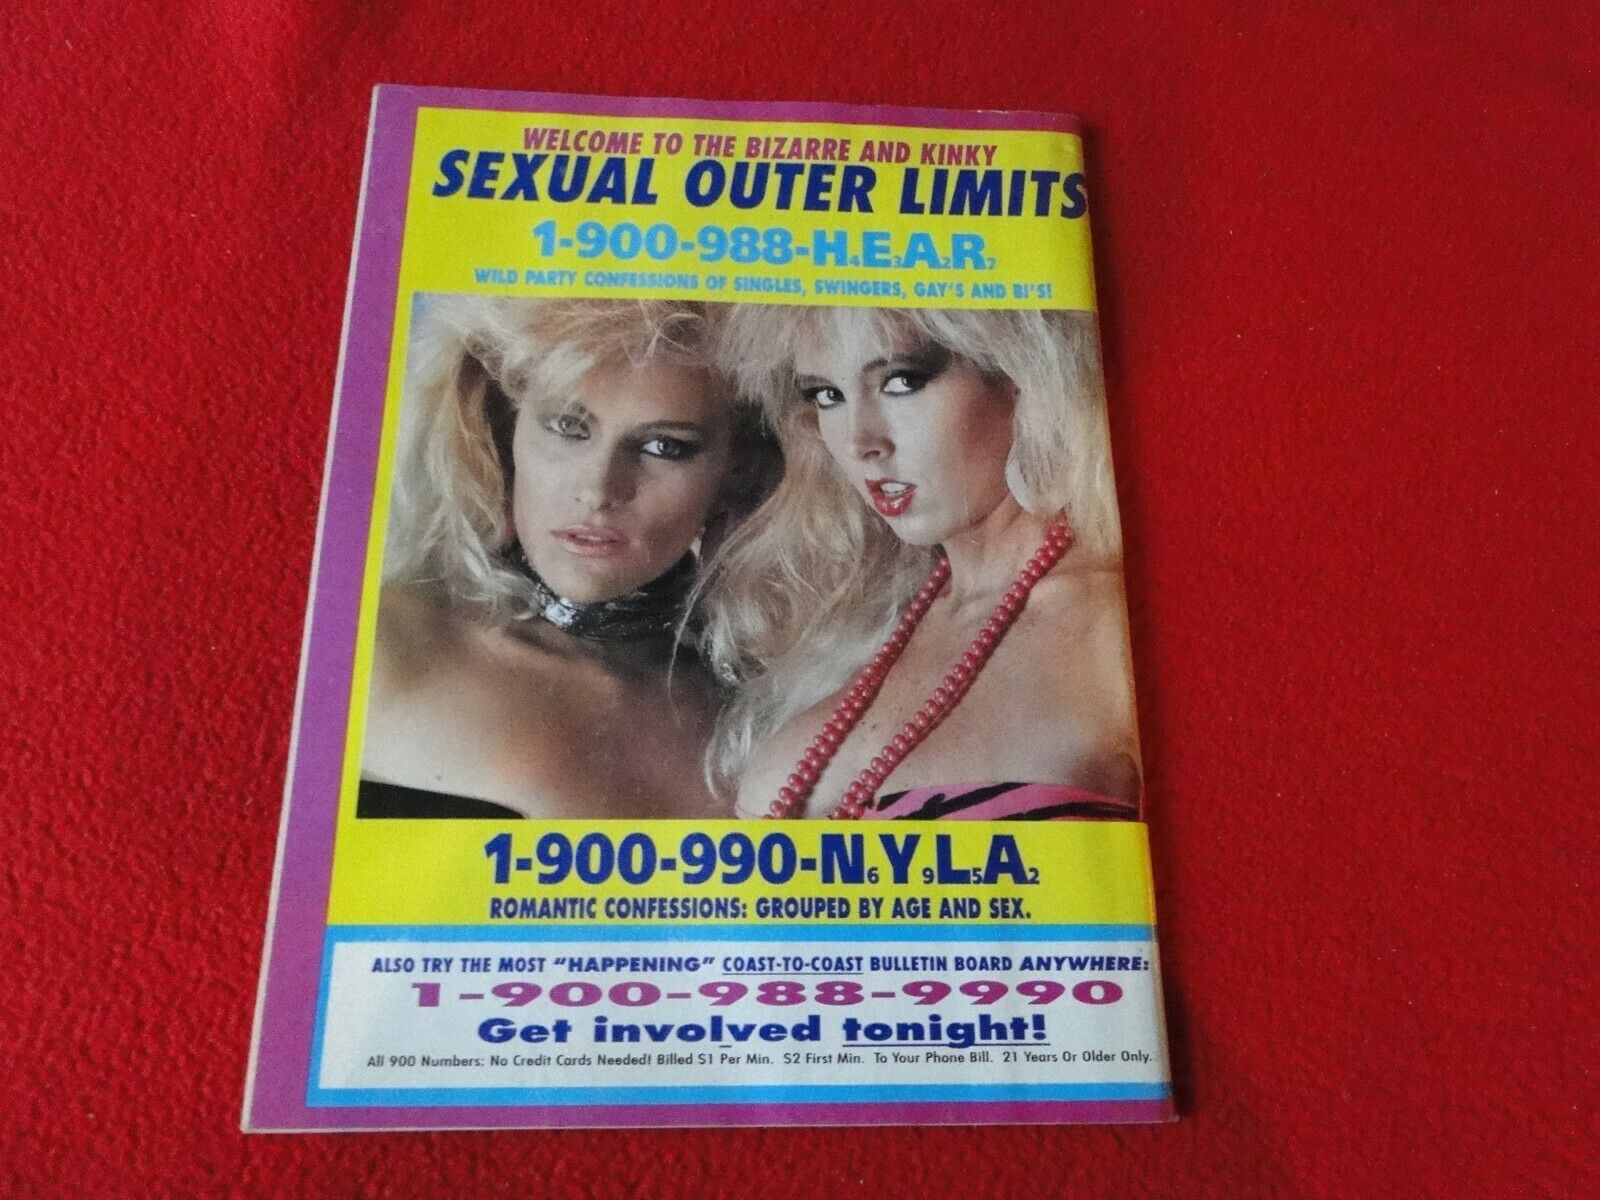 WELCOME TO THE BIZARRE AND KINKY
SEXUAL OUTER LIMITS
1-900-988-H4E3A2R7
WILD PARTY CONFESSIONS OF SINGLES, SWINGERS, GAY'S AND BI'S!
1-900-990-N6Y9L5A2
ROMANTIC CONFESSIONS: GROUPED BY AGE AND SEX.
ALSO TRY THE MOST "HAPPENING" COAST-TO-COAST BULLETIN BOARD ANYWHERE:
1-900-988-9990
Get involved tonight!
All 900 Numbers: No Credit Cards Needed! Billed $1 Per Min. $2 First Min. To Your Phone Bill. 21 Years Or Older Only.